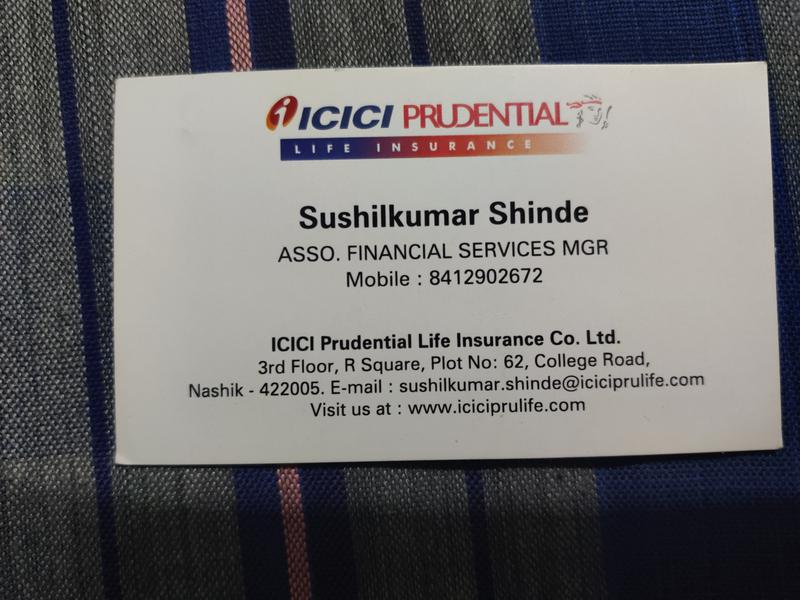 ICICI PRUDENTIAL
LIFE INSURANCE
Sushilkumar Shinde
ASSO. FINANCIAL SERVICES MGR
Mobile : 8412902672
ICICI Prudential Life Insurance Co. Ltd.
3rd Floor, R Square, Plot No: 62, College Road,
Nashik - 422005. E-mail : sushilkumar.shinde@iciciprulife.com
Visit us at : www.iciciprulife.com